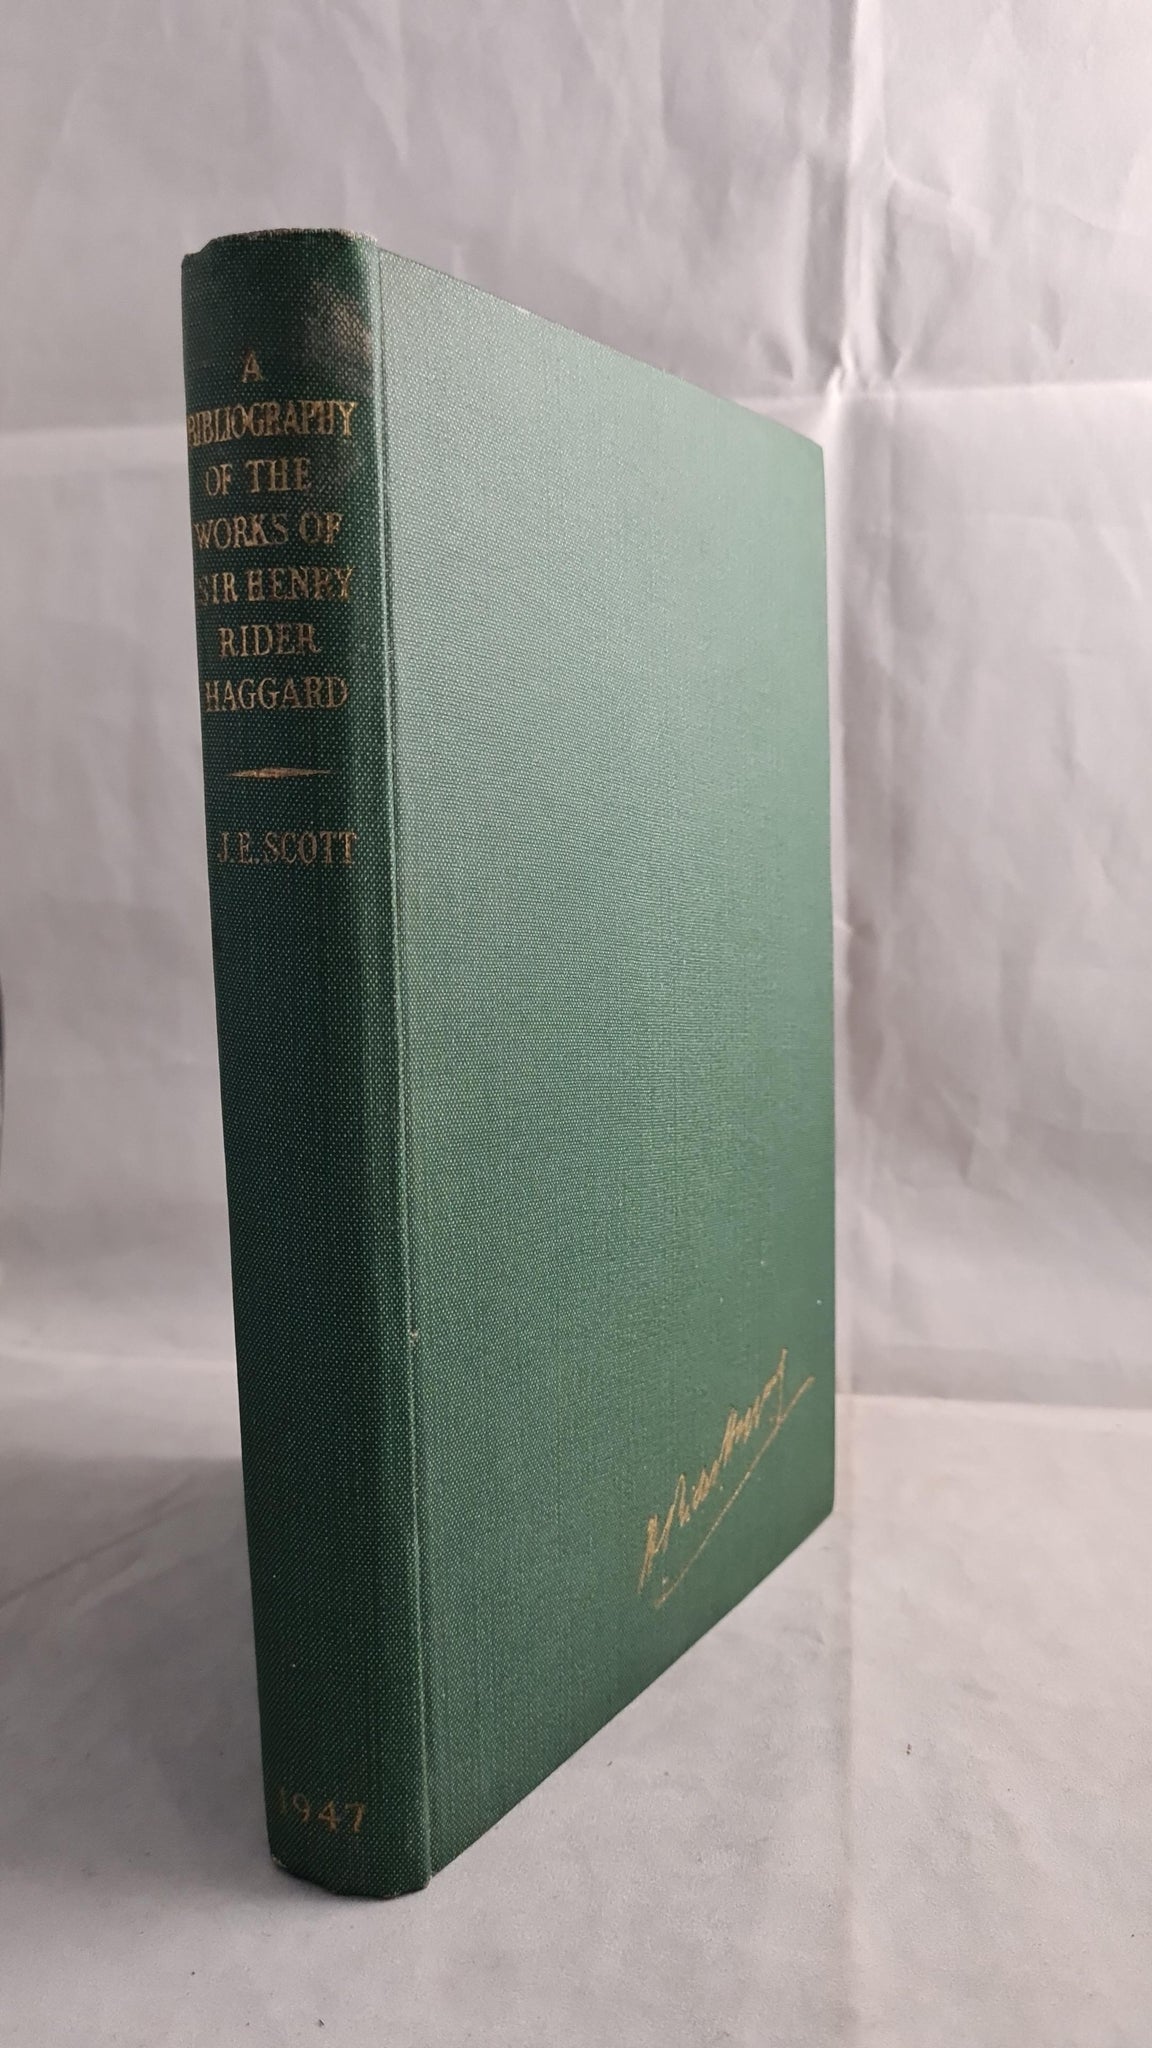 A
BIBLIOGRAPHY
OF THE
WORKS OF
SIR HENRY
RIDER
HAGGARD
J.E. SCOTT
1947